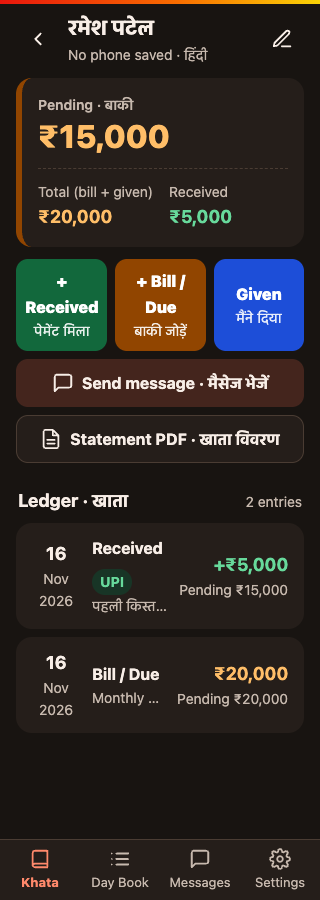 रमेश पटेल
No phone saved · हिंदी
Pending · बाकी
₹15,000
Total (bill + given)
Received
₹20,000
₹5,000
+
Received
पेमेंट मिला
+ Bill /
Due
बाकी जोड़ें
Given
मैंने दिया
Send message · मैसेज भेजें
Statement PDF · खाता विवरण
Ledger · खाता
2 entries
16
Nov
2026
Received
UPI
पहली किस्त...
+₹5,000
Pending ₹15,000
16
Nov
2026
Bill / Due
Monthly ...
₹20,000
Pending ₹20,000
Khata
Day Book
Messages
Settings